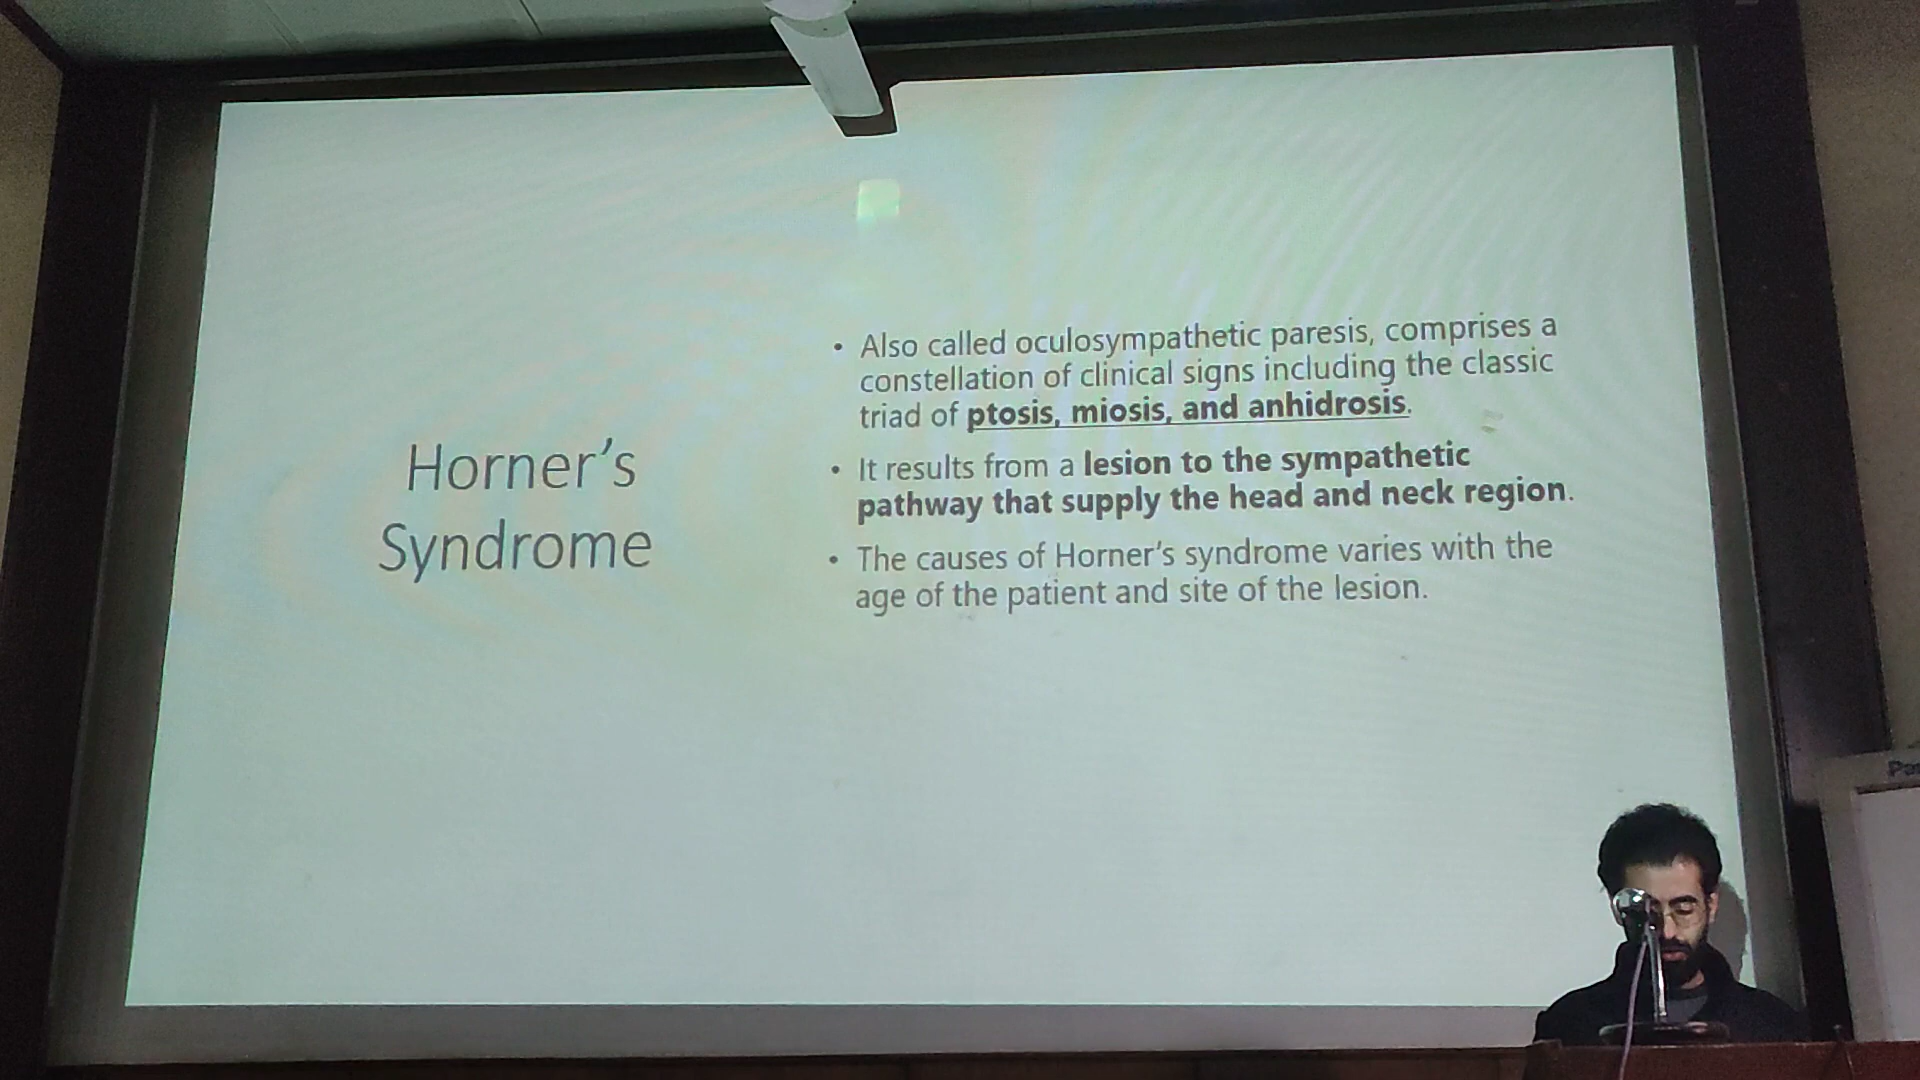 Horner's
Syndrome
• Also called oculosympathetic paresis, comprises a
constellation of clinical signs including the classic
triad of ptosis, miosis, and anhidrosis.
• It results from a lesion to the sympathetic
pathway that supply the head and neck region.
• The causes of Horner's syndrome varies with the
age of the patient and site of the lesion.